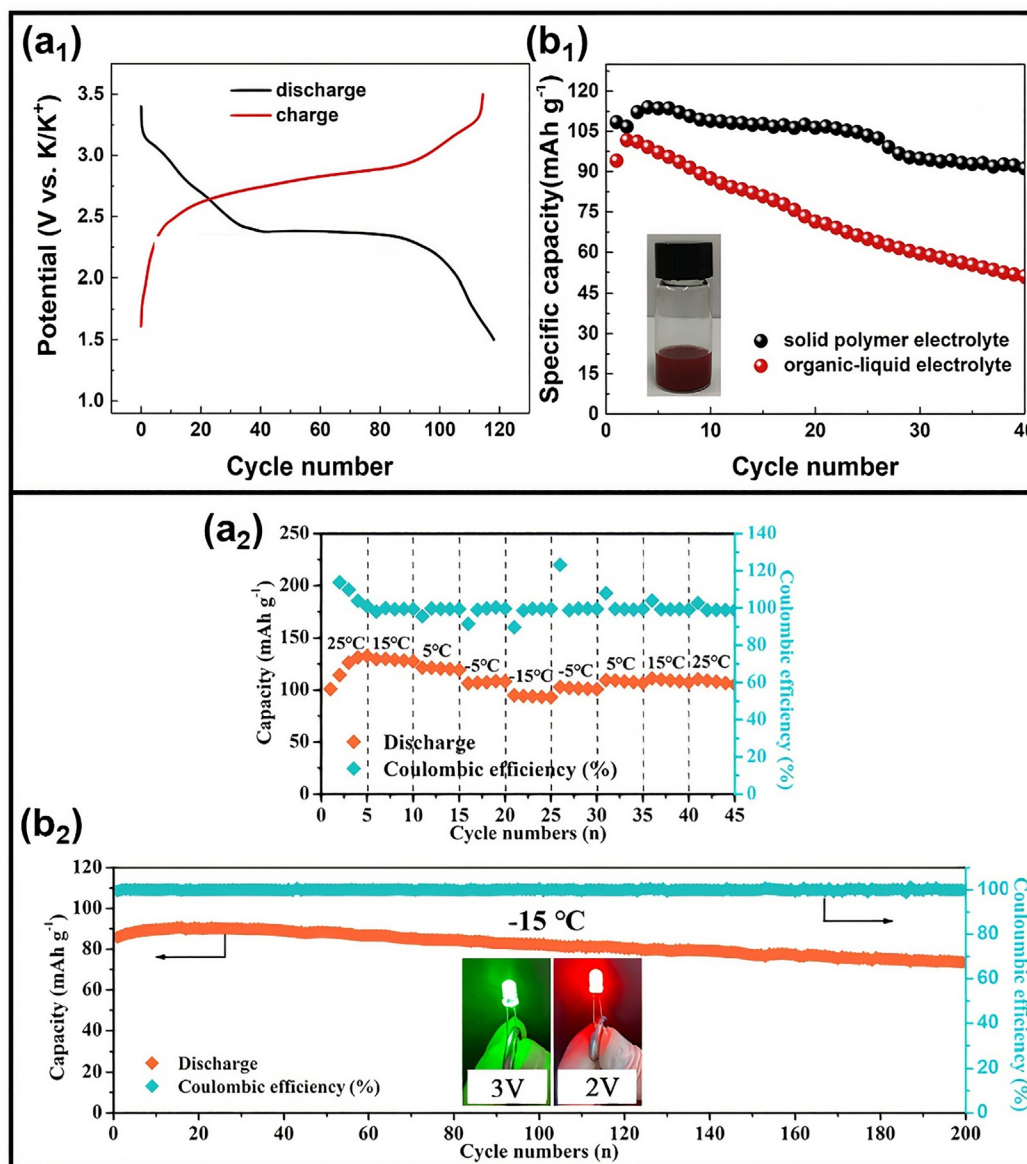 (a₁)
discharge
charge
3.5
3.0
2.5
2.0
1.5
1.0
Potential (V vs. K/K⁺)
0 20 40 60 80 100 120
Cycle number
(b₁)
120
105
90
75
60
45
30
15
0
Specific capacity(mAh g⁻¹)
solid polymer electrolyte
organic-liquid electrolyte
10 20 30 40
Cycle number
(a₂)
250
200
150
100
50
0
Capacity (mAh g⁻¹)
140
120
100
80
60
40
20
0
Coulombic efficiency (%)
25℃ 15℃ 5℃ -5℃ -15℃ -5℃ 5℃ 15℃ 25℃
Discharge
Coulombic efficiency (%)
0 5 10 15 20 25 30 35 40 45
Cycle numbers (n)
(b₂)
120
100
80
60
40
20
0
Capacity (mAh g⁻¹)
100
80
60
40
20
0
Coulombic efficiency (%)
-15 ℃
3V 2V
Discharge
Coulombic efficiency (%)
0 20 40 60 80 100 120 140 160 180 200
Cycle numbers (n)